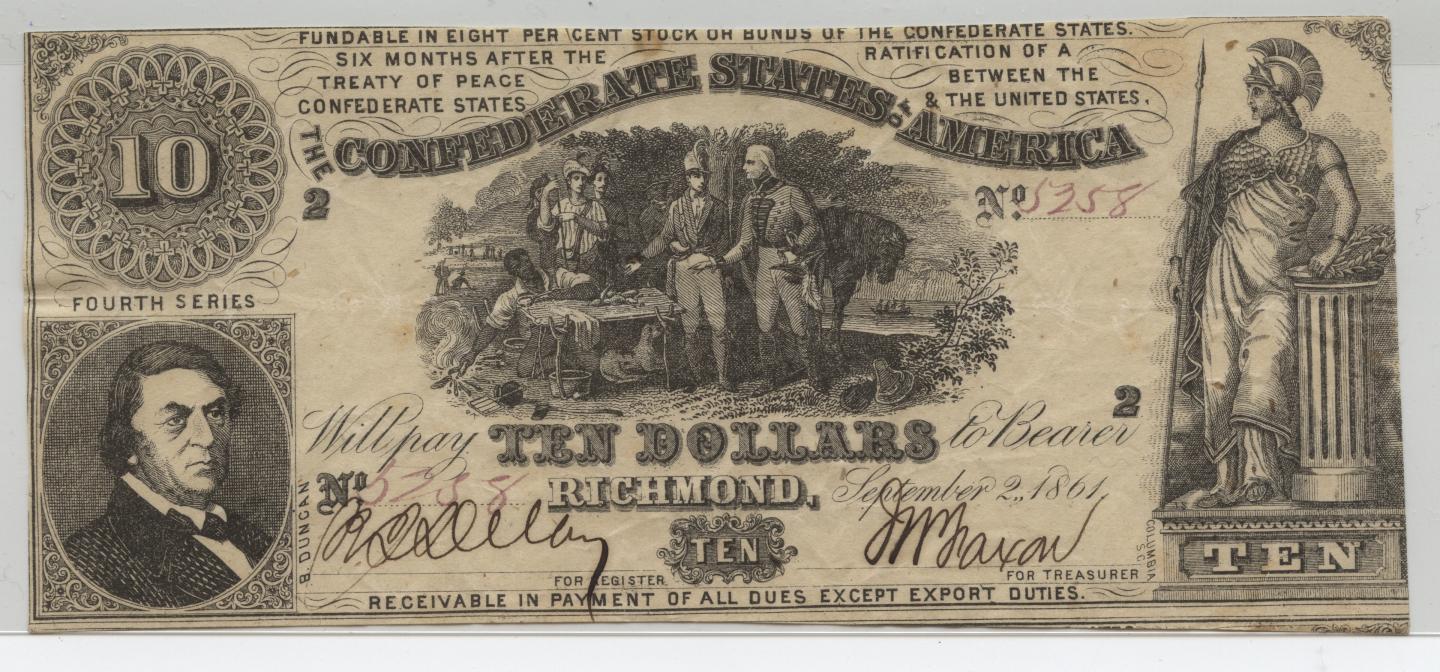 FUNDABLE IN EIGHT PER CENT STOCK OR BONDS OF THE CONFEDERATE STATES.
SIX MONTHS AFTER THE RATIFICATION OF A
TREATY OF PEACE BETWEEN THE
CONFEDERATE STATES & THE UNITED STATES.
THE CONFEDERATE STATES OF AMERICA
10
2
No. 5258
FOURTH SERIES
2
Will pay TEN DOLLARS to Bearer
No. 5258 RICHMOND, September 2, 1861,
B. DUNCAN
COLUMBIA S.C.
TEN
TEN
FOR REGISTER
FOR TREASURER
RECEIVABLE IN PAYMENT OF ALL DUES EXCEPT EXPORT DUTIES.